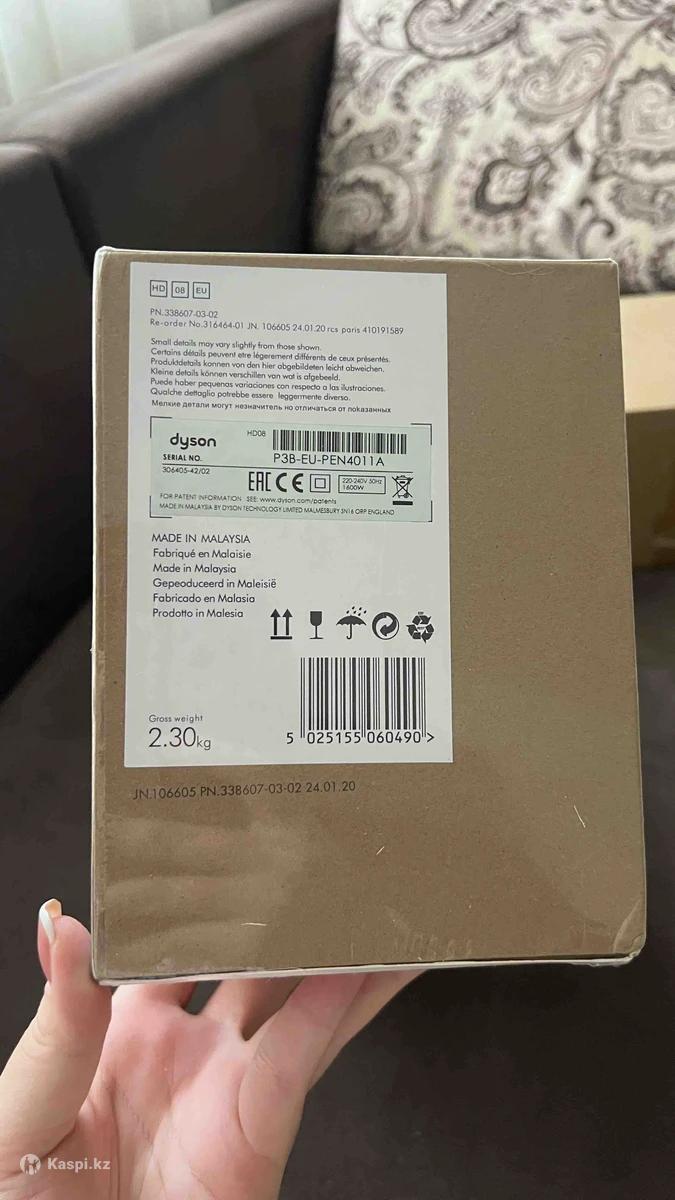 HD 08 EU
PN.338607-03-02
Re-order No.316464-01 JN. 106605 24.01.20 rcs paris 410191589
Small details may vary slightly from those shown.
Certains détails peuvent etre légerement différents de ceux présentés.
Produktdetails konnen von den hier abgebildeten leicht abweichen.
Kleine details können verschillen van wat is afgebeeld.
Puede haber pequenas variaciones con respecto a las ilustraciones.
Qualche dettaglio potrebbe essere leggermente diverso.
Мелкие детали могут незначитель но отличаться от показанных
dyson
HD08
SERIAL NO.
P3B-EU-PEN4011A
306405-42/02
EAC CE
220-240V 50Hz
1600W
FOR PATENT INFORMATION SEE: www.dyson.com/patents
MADE IN MALAYSIA BY DYSON TECHNOLOGY LIMITED MALMESBURY SN16 ORP ENGLAND
MADE IN MALAYSIA
Fabriqué en Malaisie
Made in Malaysia
Gepeoduceerd in Maleisië
Fabricado en Malasia
Prodotto in Malesia
Gross weight
2.30kg
5 025155 060490 >
JN.106605 PN.338607-03-02 24.01.20
Kaspi.kz